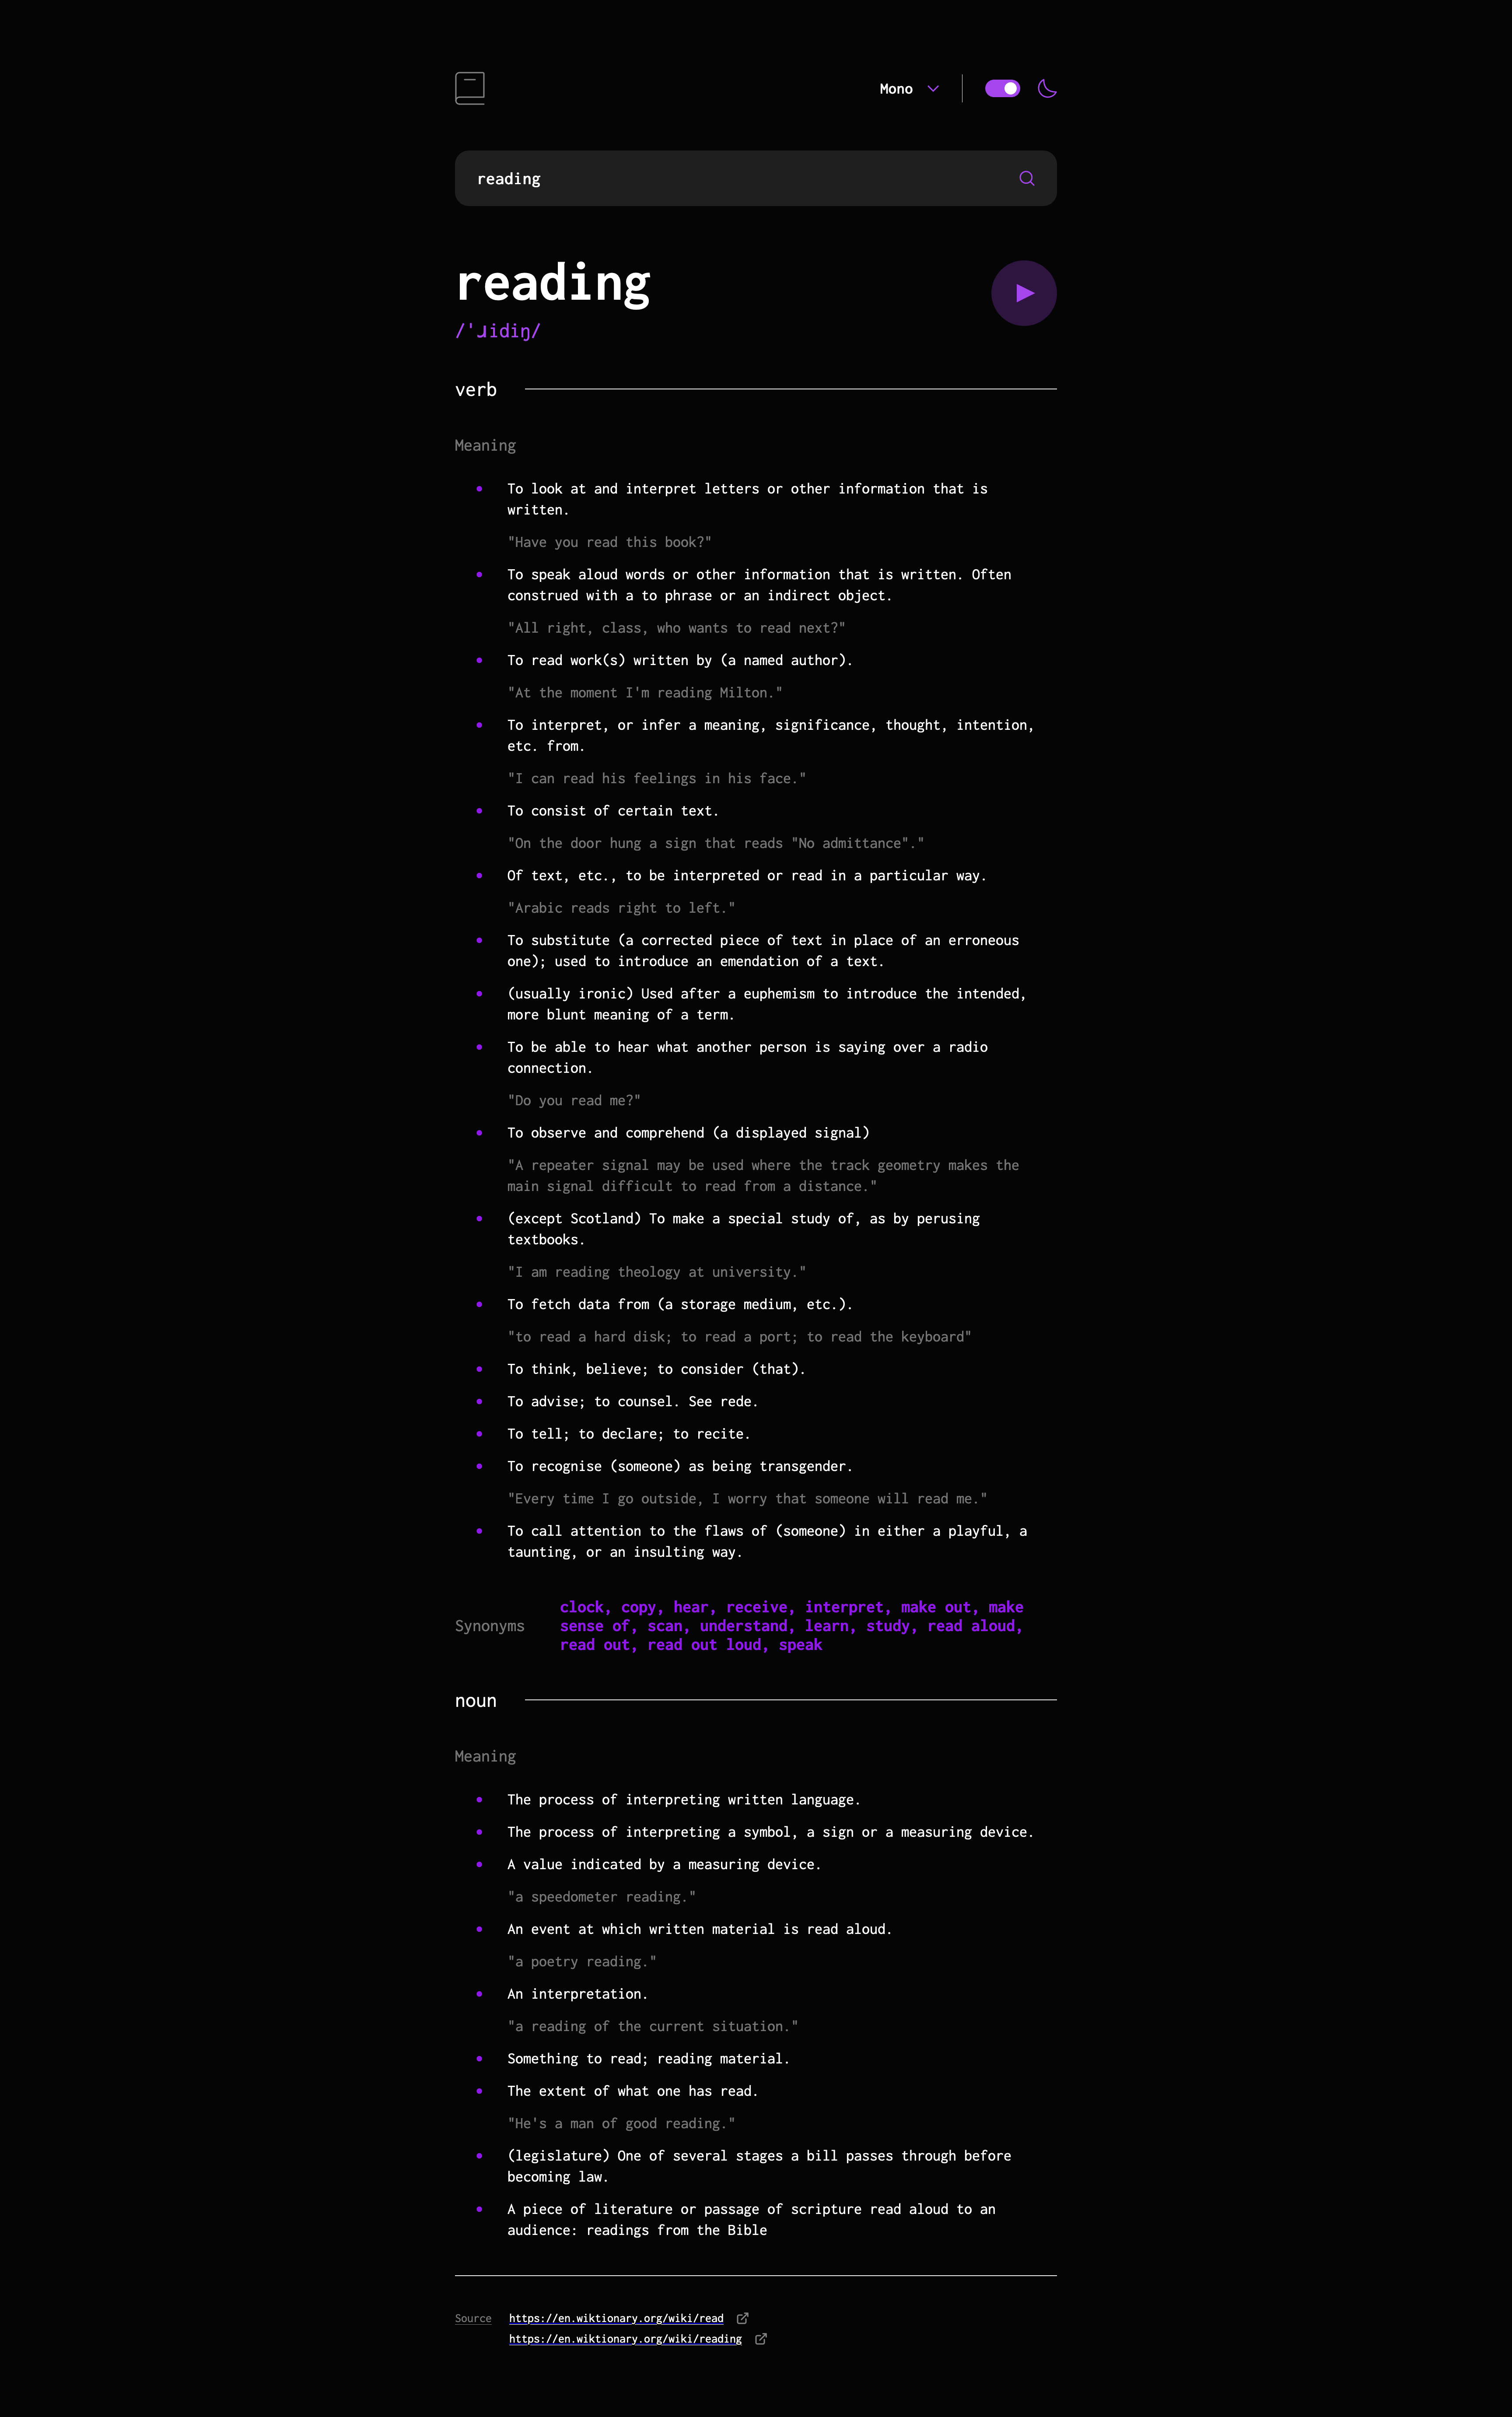 Mono
reading
reading
/ˈɹidiŋ/
verb
Meaning
To look at and interpret letters or other information that is
written.
"Have you read this book?"
To speak aloud words or other information that is written. Often
construed with a to phrase or an indirect object.
"All right, class, who wants to read next?"
To read work(s) written by (a named author).
"At the moment I'm reading Milton."
To interpret, or infer a meaning, significance, thought, intention,
etc. from.
"I can read his feelings in his face."
To consist of certain text.
"On the door hung a sign that reads "No admittance"."
Of text, etc., to be interpreted or read in a particular way.
"Arabic reads right to left."
To substitute (a corrected piece of text in place of an erroneous
one); used to introduce an emendation of a text.
(usually ironic) Used after a euphemism to introduce the intended,
more blunt meaning of a term.
To be able to hear what another person is saying over a radio
connection.
"Do you read me?"
To observe and comprehend (a displayed signal)
"A repeater signal may be used where the track geometry makes the
main signal difficult to read from a distance."
(except Scotland) To make a special study of, as by perusing
textbooks.
"I am reading theology at university."
To fetch data from (a storage medium, etc.).
"to read a hard disk; to read a port; to read the keyboard"
To think, believe; to consider (that).
To advise; to counsel. See rede.
To tell; to declare; to recite.
To recognise (someone) as being transgender.
"Every time I go outside, I worry that someone will read me."
To call attention to the flaws of (someone) in either a playful, a
taunting, or an insulting way.
Synonyms
clock, copy, hear, receive, interpret, make out, make
sense of, scan, understand, learn, study, read aloud,
read out, read out loud, speak
noun
Meaning
The process of interpreting written language.
The process of interpreting a symbol, a sign or a measuring device.
A value indicated by a measuring device.
"a speedometer reading."
An event at which written material is read aloud.
"a poetry reading."
An interpretation.
"a reading of the current situation."
Something to read; reading material.
The extent of what one has read.
"He's a man of good reading."
(legislature) One of several stages a bill passes through before
becoming law.
A piece of literature or passage of scripture read aloud to an
audience: readings from the Bible
Source https://en.wiktionary.org/wiki/read
https://en.wiktionary.org/wiki/reading